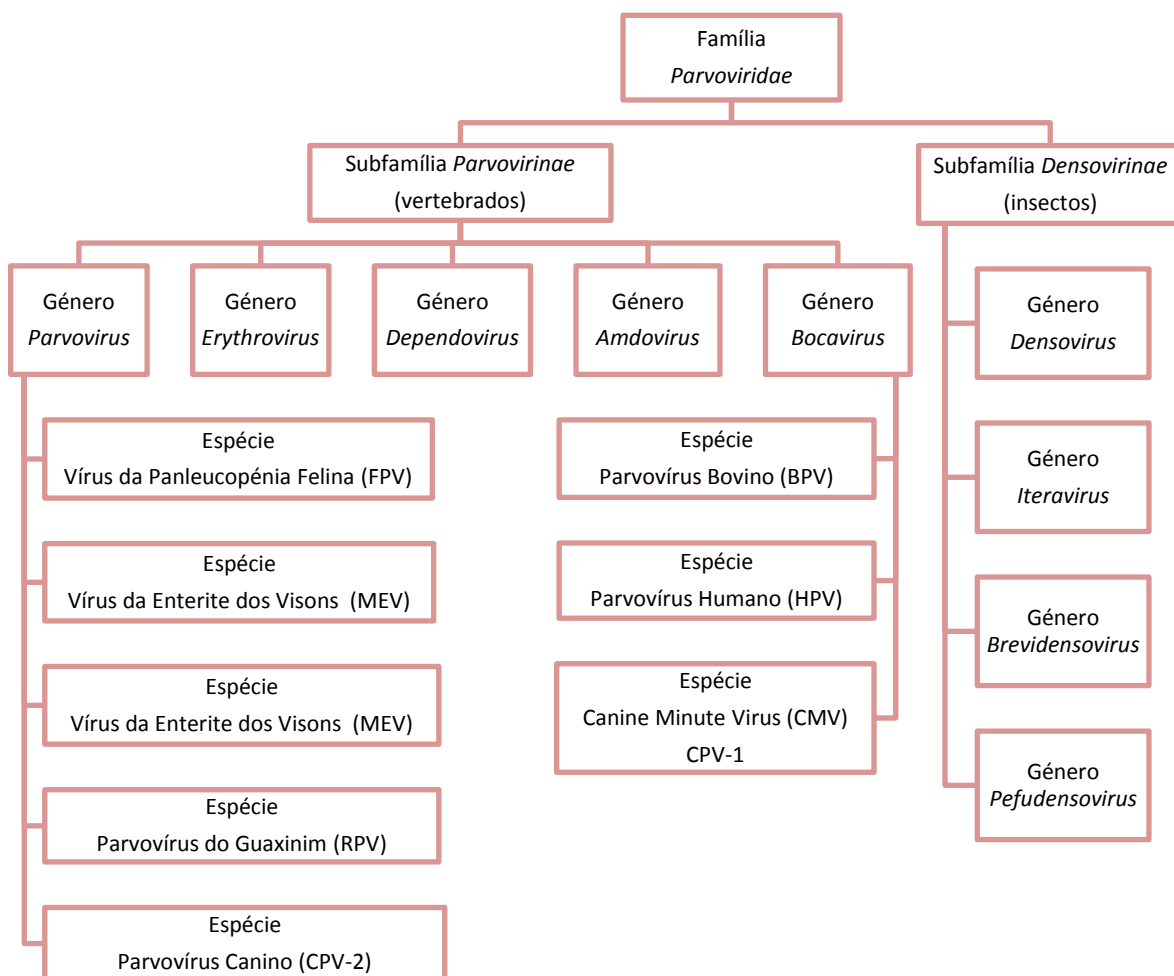 Família
Parvoviridae
Subfamília Parvovirinae
(vertebrados)
Subfamília Densovirinae
(insectos)
Género
Parvovirus
Género
Erythrovirus
Género
Dependovirus
Género
Amdovirus
Género
Bocavirus
Espécie
Vírus da Panleucopénia Felina (FPV)
Espécie
Vírus da Enterite dos Visons (MEV)
Espécie
Vírus da Enterite dos Visons (MEV)
Espécie
Parvovírus do Guaxinim (RPV)
Espécie
Parvovírus Canino (CPV-2)
Espécie
Parvovírus Bovino (BPV)
Espécie
Parvovírus Humano (HPV)
Espécie
Canine Minute Virus (CMV)
CPV-1
Género
Densovirus
Género
Iteravirus
Género
Brevidensovirus
Género
Pefudensovirus